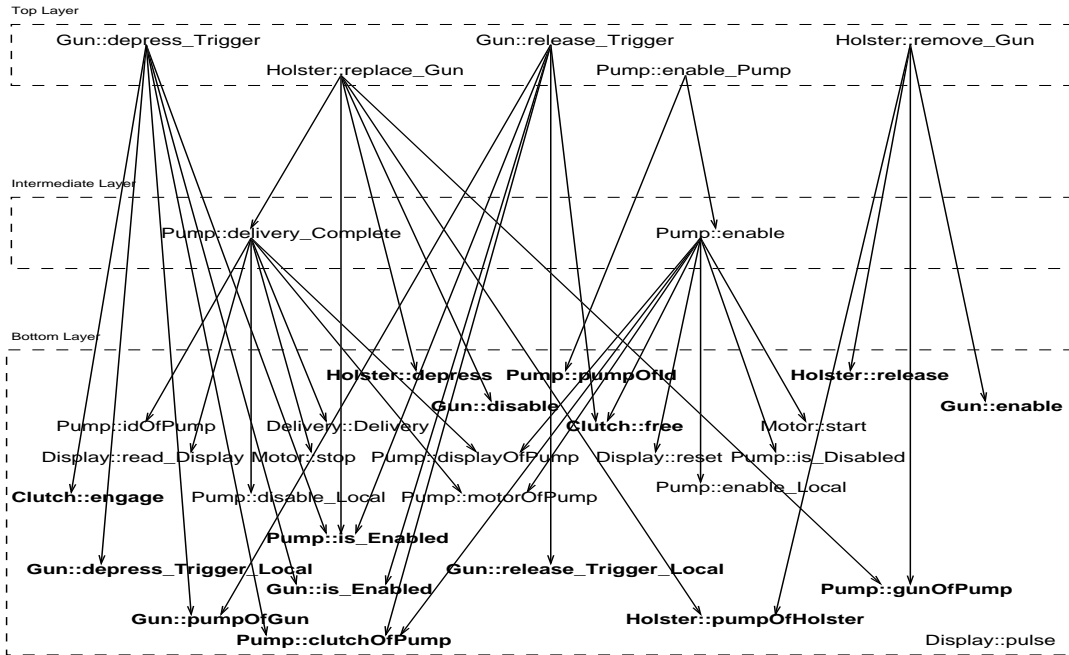 Top Layer
Gun::depress_Trigger Gun::release_Trigger Holster::remove_Gun
Holster::replace_Gun Pump::enable_Pump
Intermediate Layer
Pump::delivery_Complete Pump::enable
Bottom Layer
Holster::depress Pump::pumpOfId Holster::release
Gun::disable Gun::enable
Pump::idOfPump Delivery::Delivery Clutch::free Motor::start
Display::read_Display Motor::stop Pump::displayOfPump Display::reset Pump::is_Disabled
Pump::enable_Local
Clutch::engage Pump::disable_Local Pump::motorOfPump
Pump::is_Enabled
Gun::depress_Trigger_Local Gun::release_Trigger_Local
Gun::is_Enabled Pump::gunOfPump
Gun::pumpOfGun Holster::pumpOfHolster
Pump::clutchOfPump Display::pulse